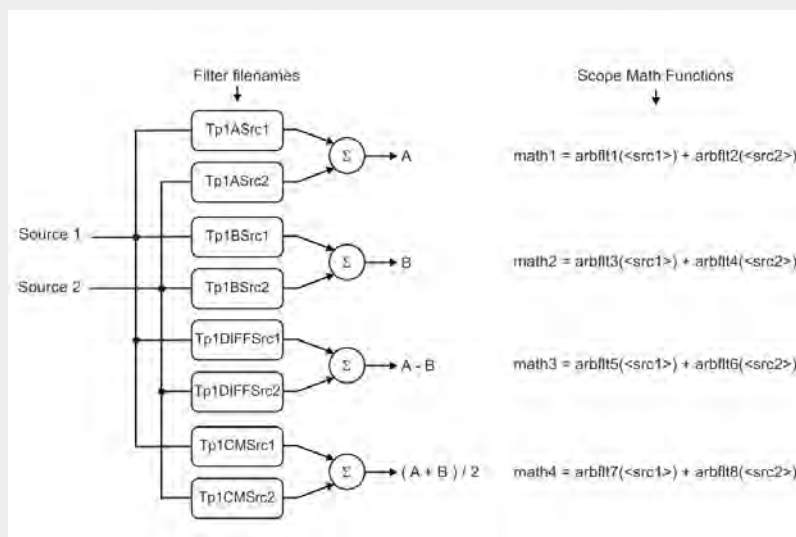 Filter filenames
Scope Math Functions
Tp1ASrc1
A
math1 = arbflt1(<src1>) + arbflt2(<src2>)
Σ
Tp1ASrc2
Source 1
Tp1BSrc1
B
math2 = arbflt3(<src1>) + arbflt4(<src2>)
Σ
Source 2
Tp1BSrc2
Tp1DIFFSrc1
A - B
math3 = arbflt5(<src1>) + arbflt6(<src2>)
Σ
Tp1DIFFSrc2
Tp1CMSrc1
( A + B ) / 2
math4 = arbflt7(<src1>) + arbflt8(<src2>)
Σ
Tp1CMSrc2